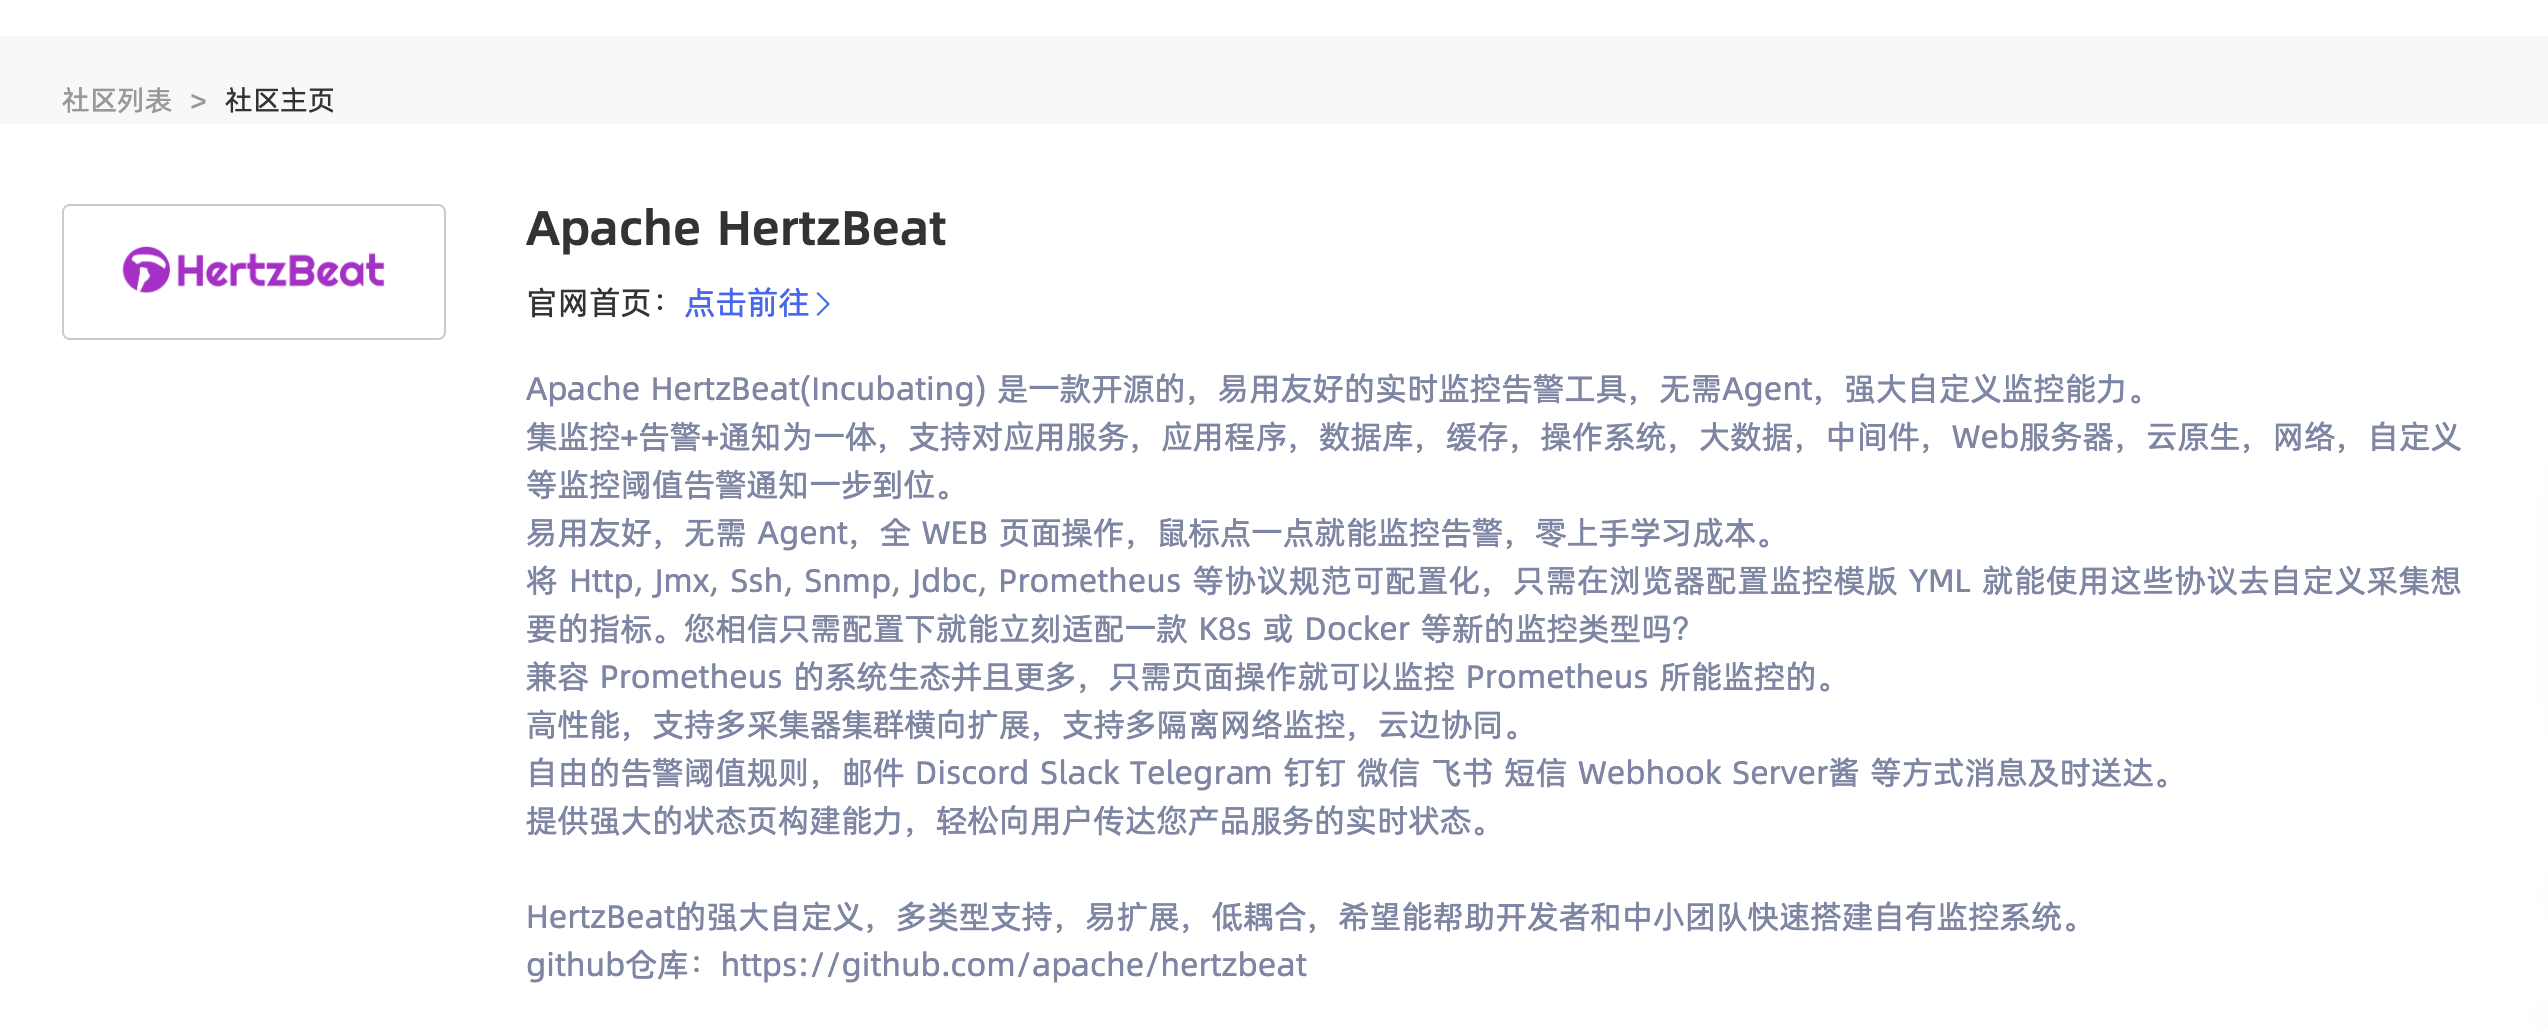 社区列表 > 社区主页
HertzBeat
Apache HertzBeat
官网首页：点击前往>
Apache HertzBeat(Incubating) 是一款开源的，易用友好的实时监控告警工具，无需Agent，强大自定义监控能力。
集监控+告警+通知为一体，支持对应用服务，应用程序，数据库，缓存，操作系统，大数据，中间件，Web服务器，云原生，网络，自定义
等监控阈值告警通知一步到位。
易用友好，无需 Agent，全 WEB 页面操作，鼠标点一点就能监控告警，零上手学习成本。
将 Http, Jmx, Ssh, Snmp, Jdbc, Prometheus 等协议规范可配置化，只需在浏览器配置监控模版 YML 就能使用这些协议去自定义采集想
要的指标。您相信只需配置下就能立刻适配一款 K8s 或 Docker 等新的监控类型吗？
兼容 Prometheus 的系统生态并且更多，只需页面操作就可以监控 Prometheus 所能监控的。
高性能，支持多采集器集群横向扩展，支持多隔离网络监控，云边协同。
自由的告警阈值规则，邮件 Discord Slack Telegram 钉钉 微信 飞书 短信 Webhook Server酱 等方式消息及时送达。
提供强大的状态页构建能力，轻松向用户传达您产品服务的实时状态。
HertzBeat的强大自定义，多类型支持，易扩展，低耦合，希望能帮助开发者和中小团队快速搭建自有监控系统。
github仓库：https://github.com/apache/hertzbeat